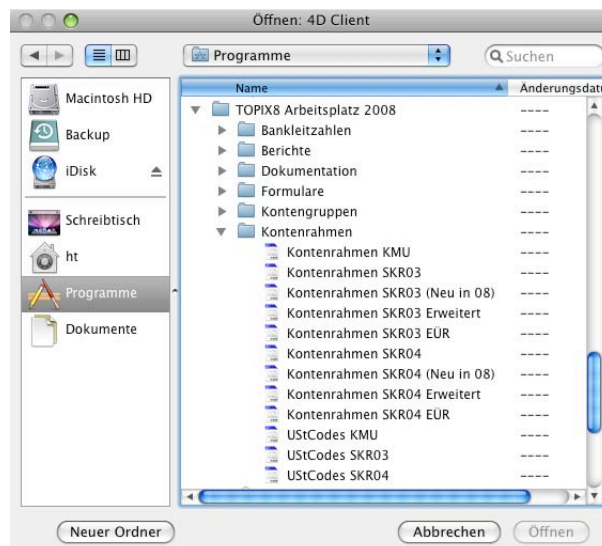 Öffnen: 4D Client
Programme
Suchen
Macintosh HD
Backup
iDisk
Schreibtisch
ht
Programme
Dokumente
Name Änderungsdatu
TOPIX8 Arbeitsplatz 2008 ----
Bankleitzahlen ----
Berichte ----
Dokumentation ----
Formulare ----
Kontengruppen ----
Kontenrahmen ----
Kontenrahmen KMU ----
Kontenrahmen SKR03 ----
Kontenrahmen SKR03 (Neu in 08) ----
Kontenrahmen SKR03 Erweitert ----
Kontenrahmen SKR03 EÜR ----
Kontenrahmen SKR04 ----
Kontenrahmen SKR04 (Neu in 08) ----
Kontenrahmen SKR04 Erweitert ----
Kontenrahmen SKR04 EÜR ----
UStCodes KMU ----
UStCodes SKR03 ----
UStCodes SKR04 ----
Neuer Ordner Abbrechen Öffnen